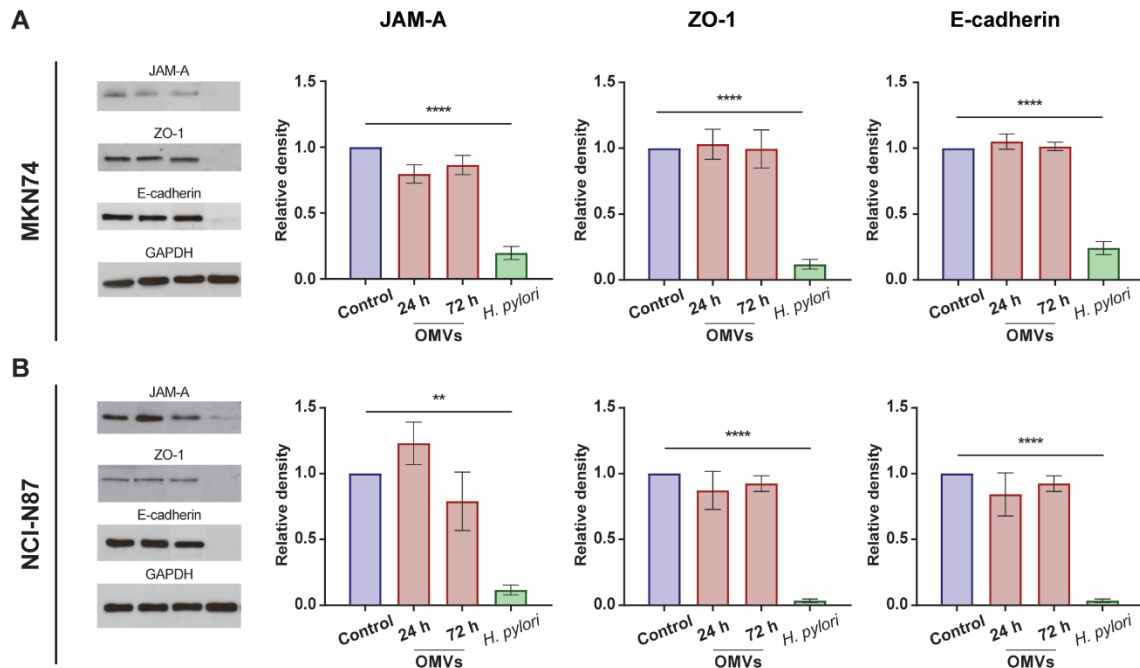 A
JAM-A
ZO-1
E-cadherin
MKN74
JAM-A
ZO-1
E-cadherin
GAPDH
Relative density
1.5
1.0
0.5
0.0
****
Control
24 h
72 h
H. pylori
OMVs
Relative density
1.5
1.0
0.5
0.0
****
Control
24 h
72 h
H. pylori
OMVs
Relative density
1.5
1.0
0.5
0.0
****
Control
24 h
72 h
H. pylori
OMVs
B
NCI-N87
JAM-A
ZO-1
E-cadherin
GAPDH
Relative density
1.5
1.0
0.5
0.0
**
Control
24 h
72 h
H. pylori
OMVs
Relative density
1.5
1.0
0.5
0.0
****
Control
24 h
72 h
H. pylori
OMVs
Relative density
1.5
1.0
0.5
0.0
****
Control
24 h
72 h
H. pylori
OMVs